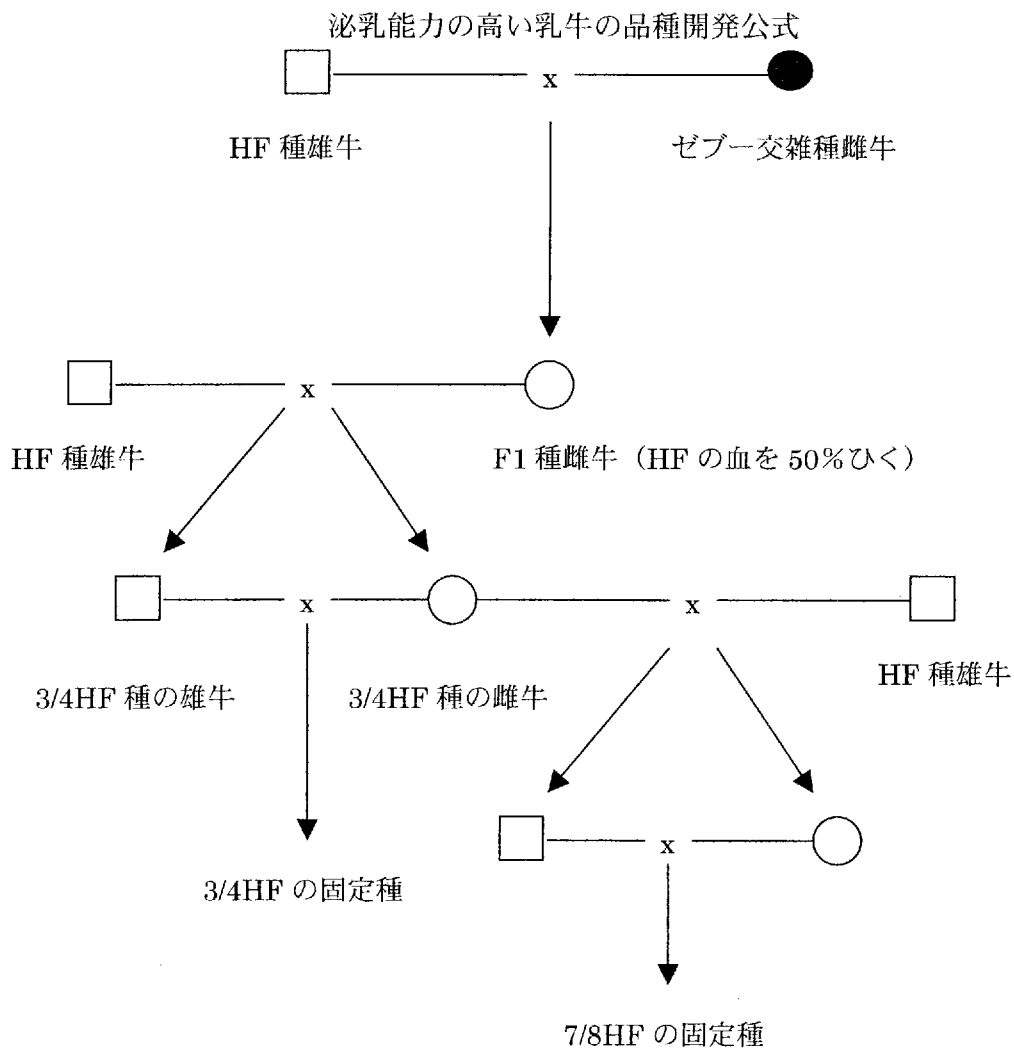 泌乳能力の高い乳牛の品種開発公式
x
HF 種雄牛
ゼブー交雑種雌牛
x
HF 種雄牛
F1 種雌牛（HF の血を 50%ひく）
x
x
3/4HF 種の雄牛
3/4HF 種の雌牛
HF 種雄牛
x
3/4HF の固定種
7/8HF の固定種